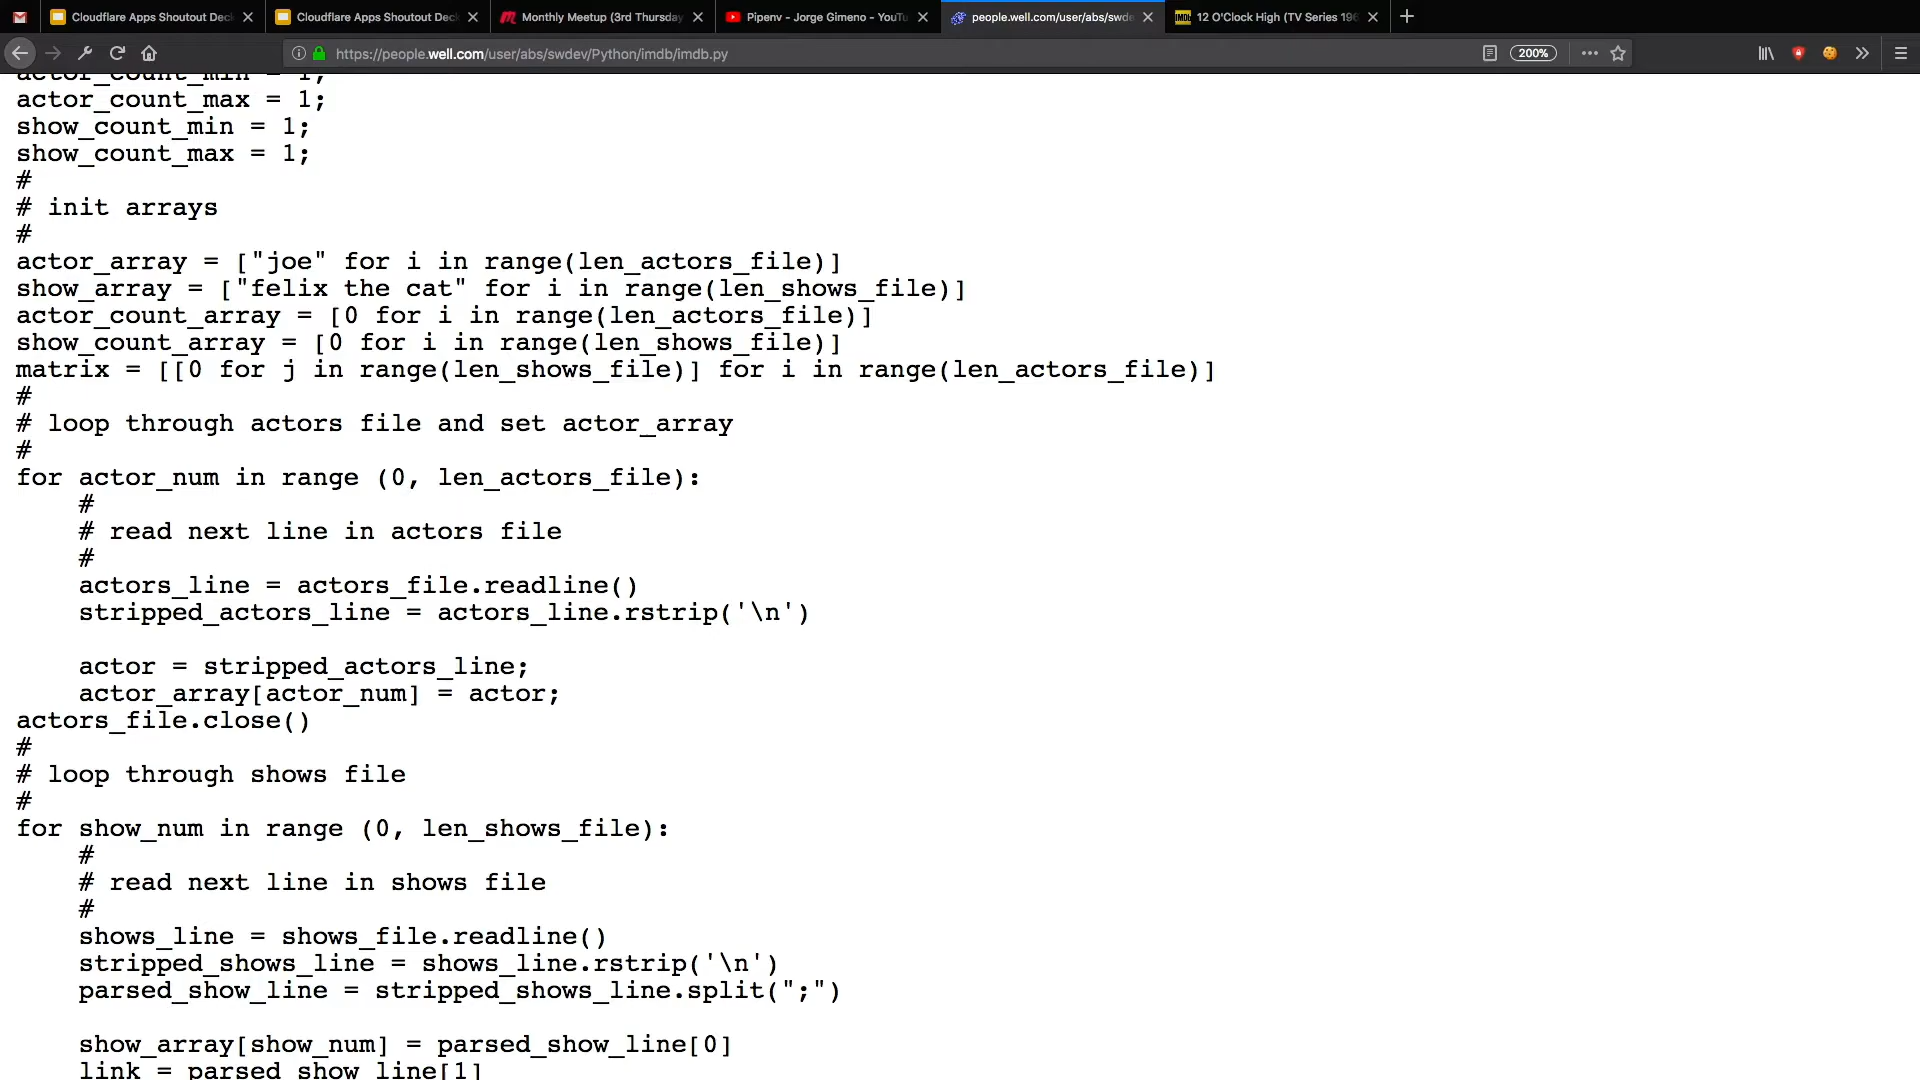 Cloudflare Apps Shoutout Dec
Cloudflare Apps Shoutout Dec
Monthly Meetup (3rd Thursday
Pipenv - Jorge Gimeno - YouTu
people.well.com/user/abs/swde
IMDb
12 O'Clock High (TV Series 196
https://people.well.com/user/abs/swdev/Python/imdb/imdb.py
200%
actor_count_min = 1;
actor_count_max = 1;
show_count_min = 1;
show_count_max = 1;
#
# init arrays
#
actor_array = ["joe" for i in range(len_actors_file)]
show_array = ["felix the cat" for i in range(len_shows_file)]
actor_count_array = [0 for i in range(len_actors_file)]
show_count_array = [0 for i in range(len_shows_file)]
matrix = [[0 for j in range(len_shows_file)] for i in range(len_actors_file)]
#
# loop through actors file and set actor_array
#
for actor_num in range (0, len_actors_file):
    #
    # read next line in actors file
    #
    actors_line = actors_file.readline()
    stripped_actors_line = actors_line.rstrip('\n')
    actor = stripped_actors_line;
    actor_array[actor_num] = actor;
actors_file.close()
#
# loop through shows file
#
for show_num in range (0, len_shows_file):
    #
    # read next line in shows file
    #
    shows_line = shows_file.readline()
    stripped_shows_line = shows_line.rstrip('\n')
    parsed_show_line = stripped_shows_line.split(";")
    show_array[show_num] = parsed_show_line[0]
    link = parsed_show_line[1]